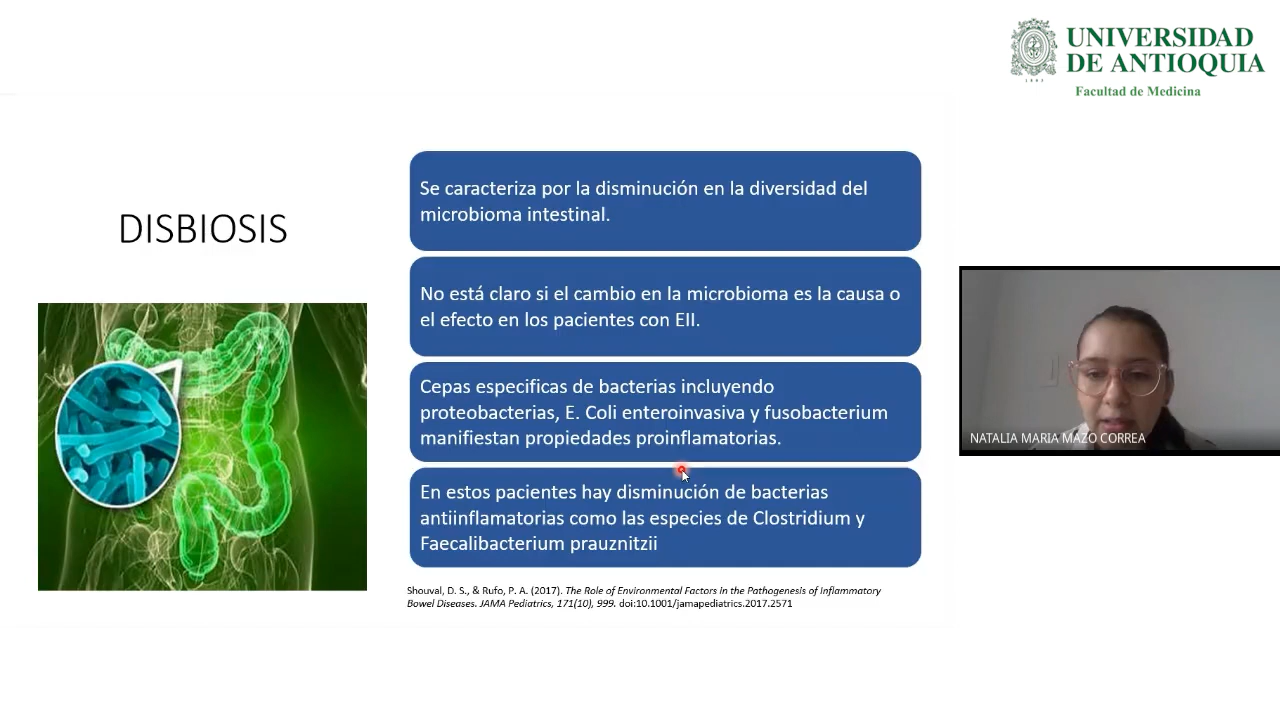 UNIVERSIDAD
DE ANTIOQUIA
1803
Facultad de Medicina
DISBIOSIS
Se caracteriza por la disminución en la diversidad del
microbioma intestinal.
No está claro si el cambio en la microbioma es la causa o
el efecto en los pacientes con EII.
Cepas especificas de bacterias incluyendo
proteobacterias, E. Coli enteroinvasiva y fusobacterium
manifiestan propiedades proinflamatorias.
En estos pacientes hay disminución de bacterias
antiinflamatorias como las especies de Clostridium y
Faecalibacterium prauznitzii
Shouval, D. S., & Rufo, P. A. (2017). The Role of Environmental Factors in the Pathogenesis of Inflammatory
Bowel Diseases. JAMA Pediatrics, 171(10), 999. doi:10.1001/jamapediatrics.2017.2571
NATALIA MARIA MAZO CORREA